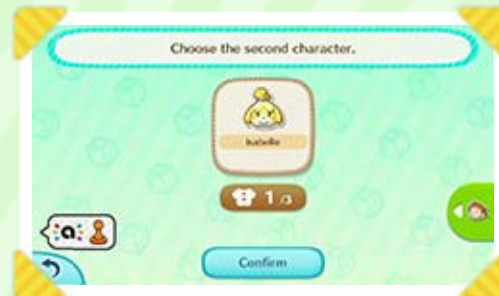 Choose the second character.
Isabelle
1/3
a
Confirm